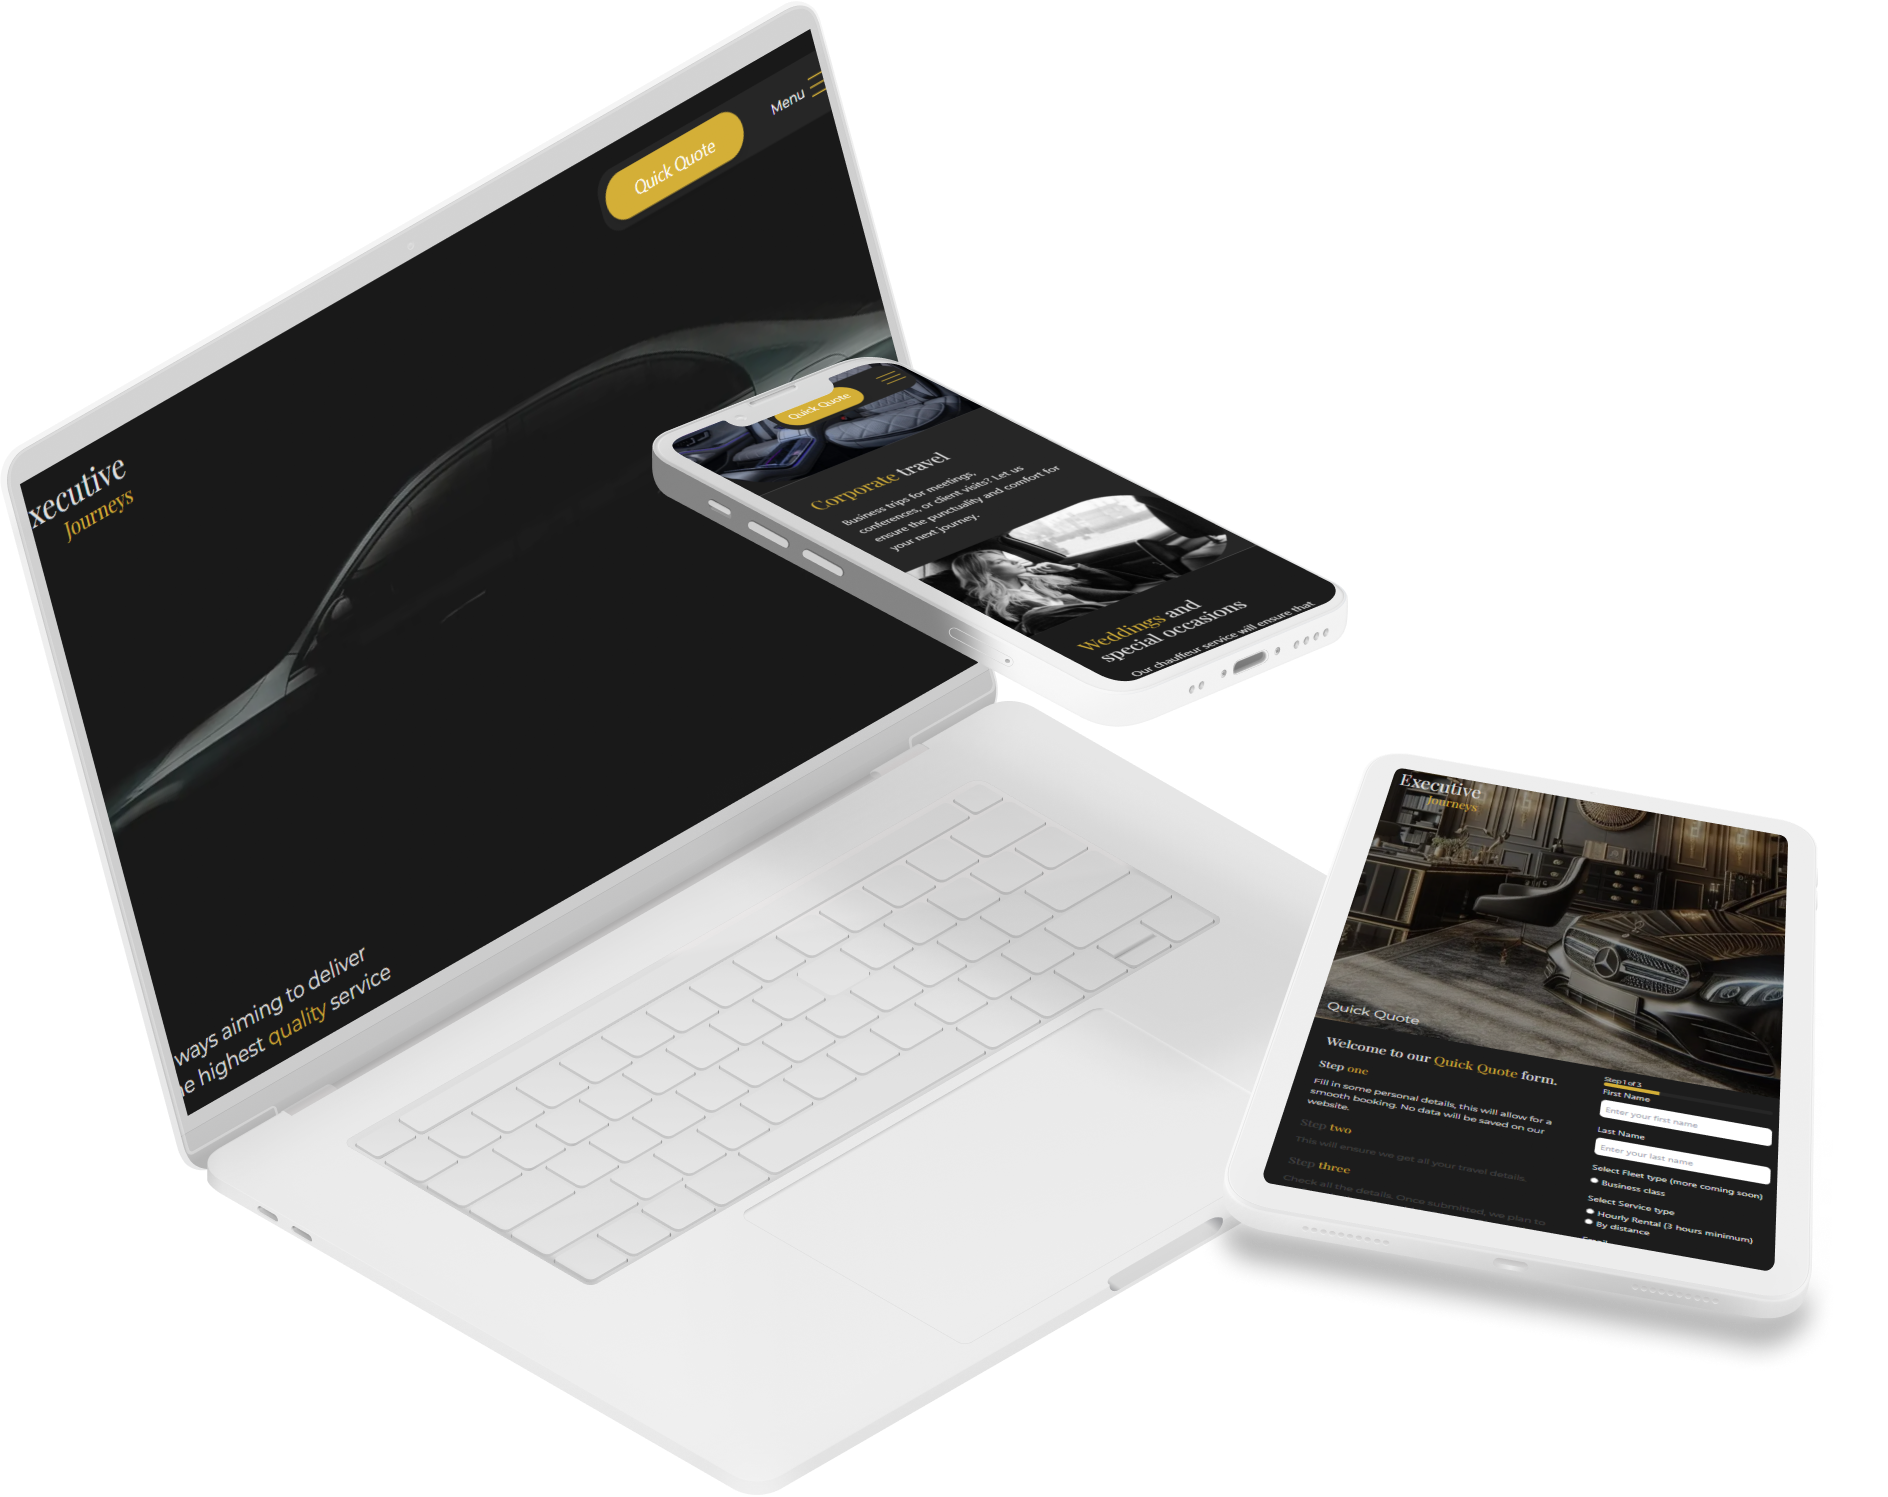 Menu
Quick Quote
xecutive
Journeys
ways aiming to deliver
e highest quality service
Quick Quote
Corporate travel
Business trips for meetings,
conferences, or client visits? Let us
ensure the punctuality and comfort for
your next journey.
Weddings and
special occasions
Our chauffeur service will ensure that
Executive
Journeys
Quick Quote
Welcome to our Quick Quote form.
Step one
Fill in some personal details, this will allow for a
smooth booking. No data will be saved on our
website.
Step two
This will ensure we get all your travel details.
Step three
Check all the details. Once submitted, we plan to
Step 1 of 3
First Name
Enter your first name
Last Name
Enter your last name
Select Fleet type (more coming soon)
Business class
Select Service type
Hourly Rental (3 hours minimum)
By distance